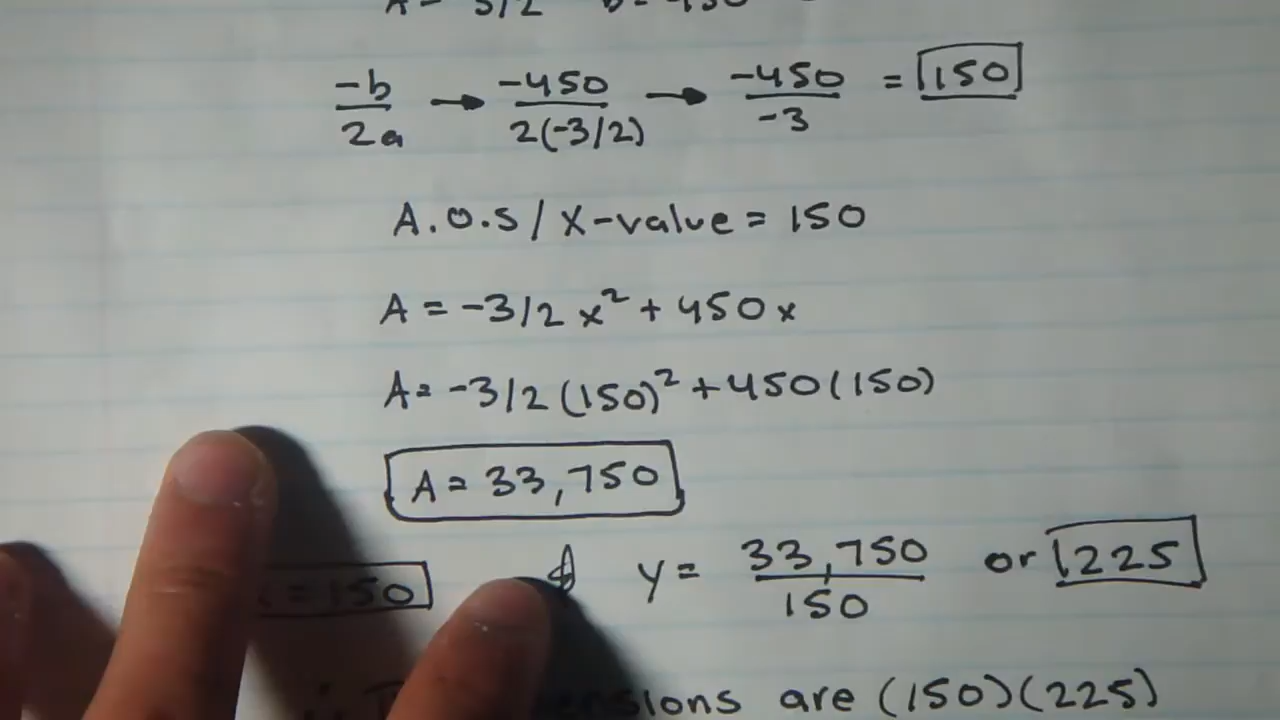 -b/2a → -450/2(-3/2) → -450/-3 = 150
A.O.S / X-value = 150
A = -3/2 x² + 450x
A = -3/2 (150)² + 450(150)
A = 33,750
= 150 & y = 33,750/150 or 225
are (150)(225)